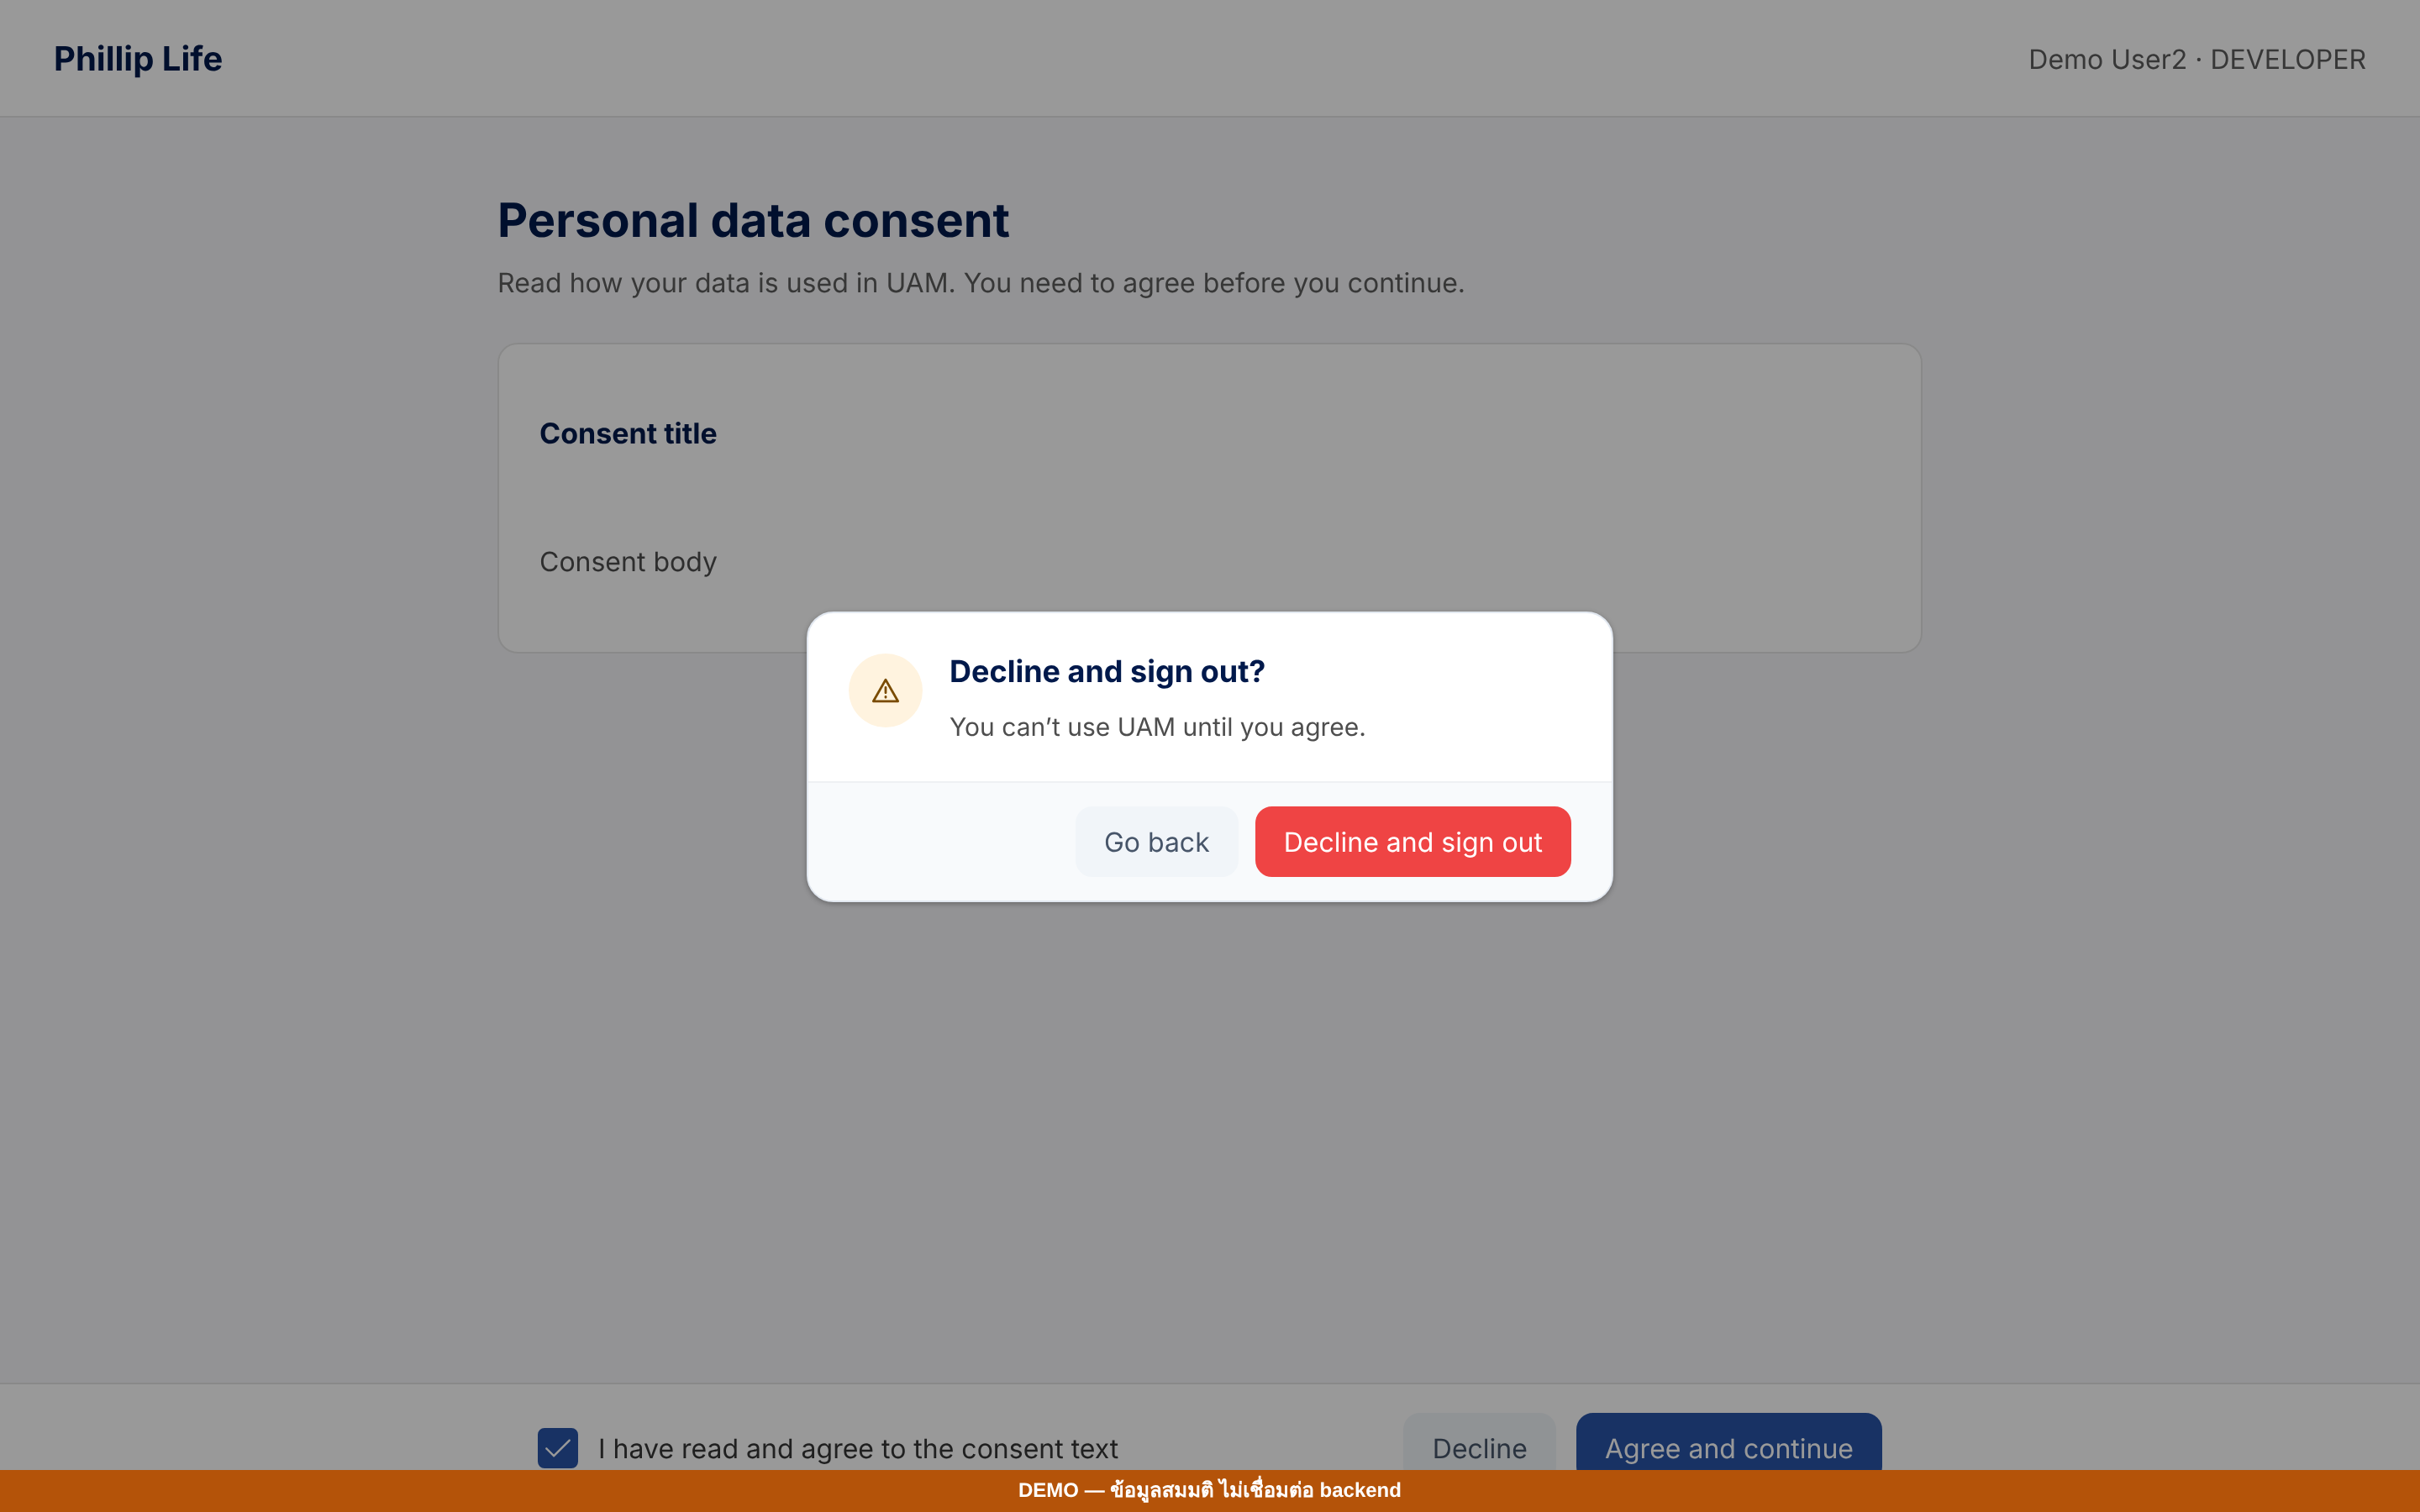 Phillip Life
Demo User2 · DEVELOPER
Personal data consent
Read how your data is used in UAM. You need to agree before you continue.
Consent title
Consent body
Decline and sign out?
You can’t use UAM until you agree.
Go back
Decline and sign out
I have read and agree to the consent text
Decline
Agree and continue
DEMO — ข้อมูลสมมติ ไม่เชื่อมต่อ backend